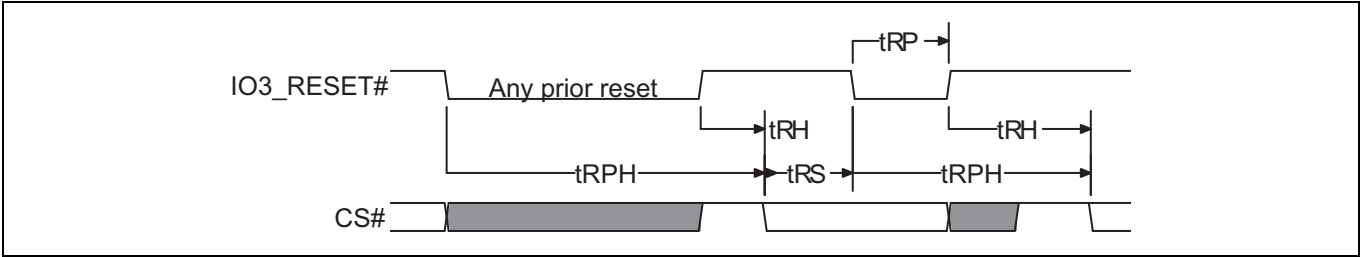 tRP
IO3_RESET#
Any prior reset
tRH
tRH
tRPH
tRS
tRPH
CS#